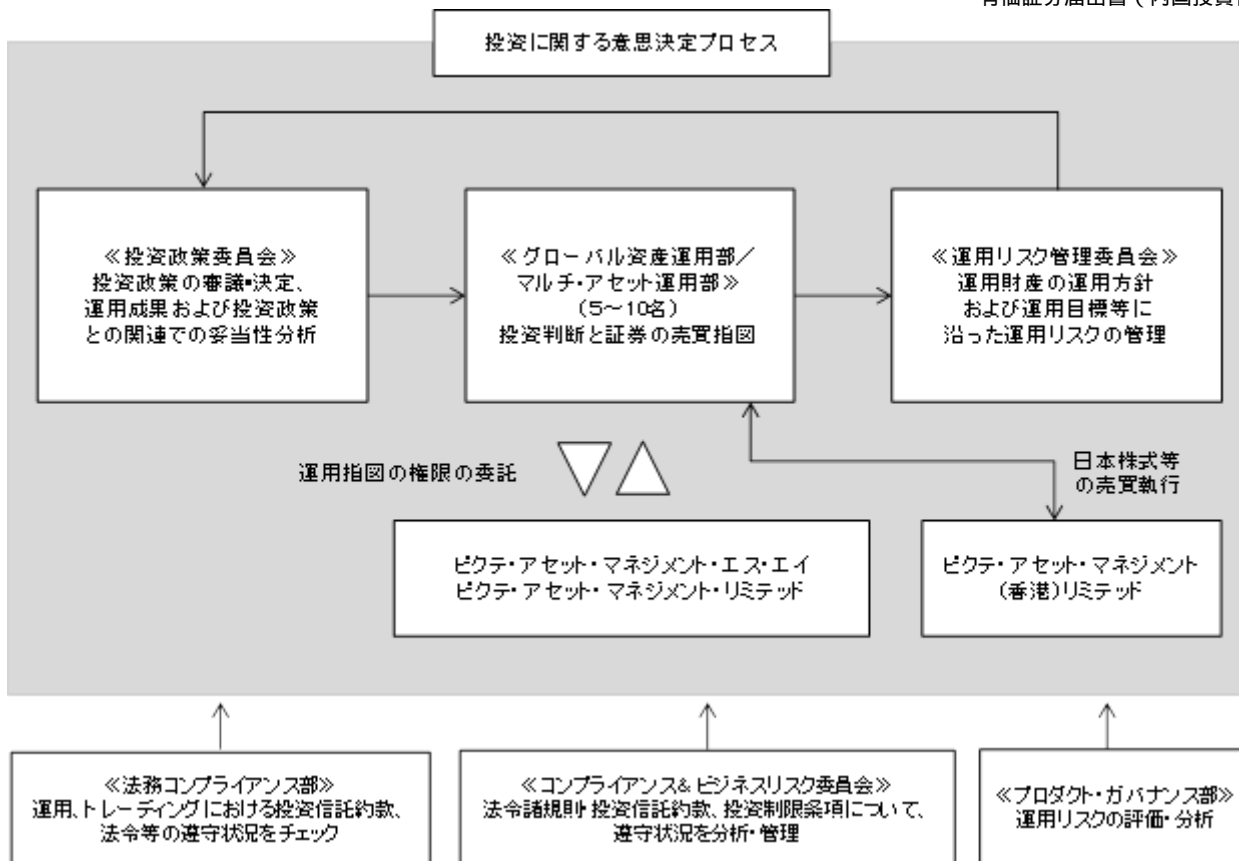 有価証券届出書（内国投資信
投資に関する意思決定プロセス
≪投資政策委員会≫
投資政策の審議・決定、
運用成果および投資政策
との関連での妥当性分析
≪グローバル資産運用部／
マルチ・アセット運用部≫
（5～10名）
投資判断と証券の売買指図
≪運用リスク管理委員会≫
運用財産の運用方針
および運用目標等に
沿った運用リスクの管理
運用指図の権限の委託
日本株式等
の売買執行
ピクテ・アセット・マネジメント・エス・エイ
ピクテ・アセット・マネジメント・リミテッド
ピクテ・アセット・マネジメント
(香港)リミテッド
≪法務コンプライアンス部≫
運用、トレーディングにおける投資信託約款、
法令等の遵守状況をチェック
≪コンプライアンス&ビジネスリスク委員会≫
法令諸規則・投資信託約款、投資制限条項について、
遵守状況を分析・管理
≪プロダクト・ガバナンス部≫
運用リスクの評価・分析